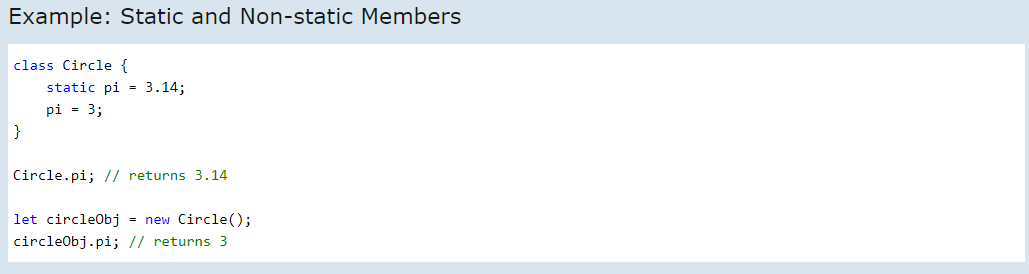 Example: Static and Non-static Members
class Circle {
    static pi = 3.14;
    pi = 3;
}
Circle.pi; // returns 3.14
let circleObj = new Circle();
circleObj.pi; // returns 3